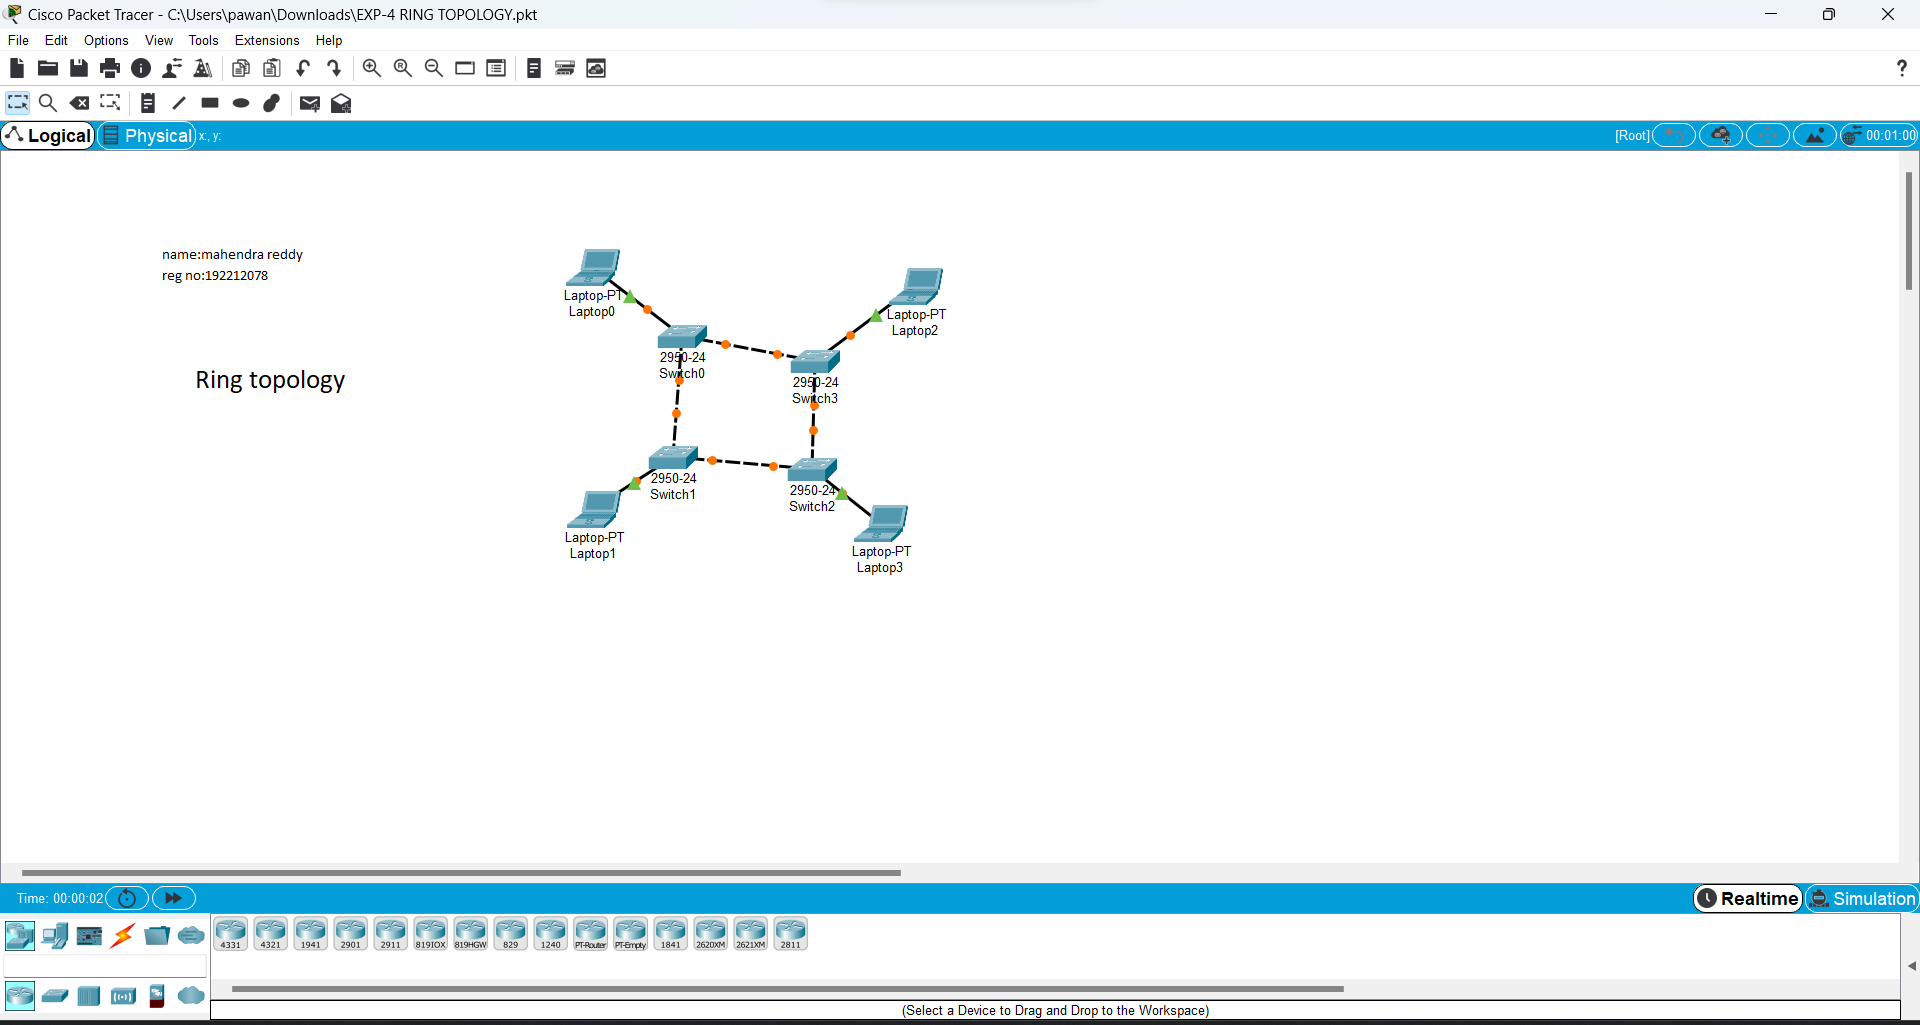 Cisco Packet Tracer - C:\Users\pawan\Downloads\EXP-4 RING TOPOLOGY.pkt
File Edit Options View Tools Extensions Help
?
Logical Physical x:, y: [Root] 00:01:00
name:mahendra reddy
reg no:192212078
Ring topology
Laptop-PT
Laptop0
Laptop-PT
Laptop2
2950-24
Switch0
2950-24
Switch3
2950-24
Switch1
2950-24
Switch2
Laptop-PT
Laptop1
Laptop-PT
Laptop3
Time: 00:00:02 Realtime Simulation
4331 4321 1941 2901 2911 819IOX 819HGW 829 1240 PT-Router PT-Empty 1841 2620XM 2621XM 2811
(Select a Device to Drag and Drop to the Workspace)